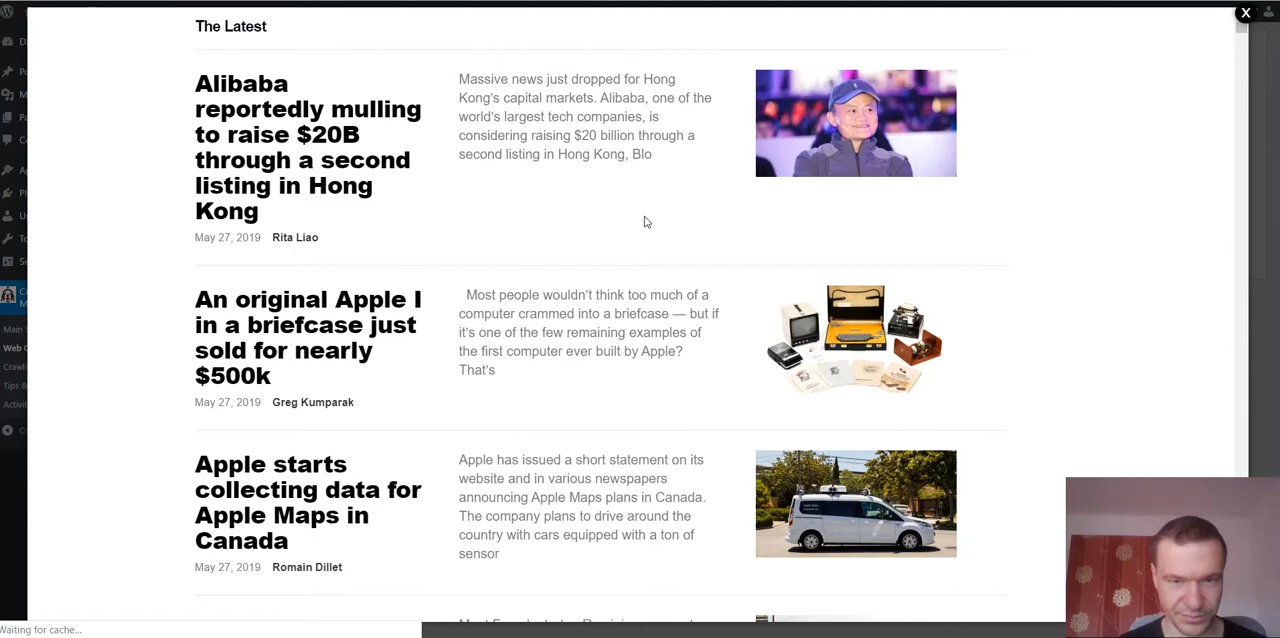 X
The Latest
Alibaba
reportedly mulling
to raise $20B
through a second
listing in Hong
Kong
May 27, 2019 Rita Liao
Massive news just dropped for Hong
Kong's capital markets. Alibaba, one of the
world's largest tech companies, is
considering raising $20 billion through a
second listing in Hong Kong, Blo
An original Apple I
in a briefcase just
sold for nearly
$500k
May 27, 2019 Greg Kumparak
Most people wouldn't think too much of a
computer crammed into a briefcase — but if
it's one of the few remaining examples of
the first computer ever built by Apple?
That's
Apple starts
collecting data for
Apple Maps in
Canada
May 27, 2019 Romain Dillet
Apple has issued a short statement on its
website and in various newspapers
announcing Apple Maps plans in Canada.
The company plans to drive around the
country with cars equipped with a ton of
sensor
Main
Web
Crawli
Tips &
Activi
Waiting for cache...